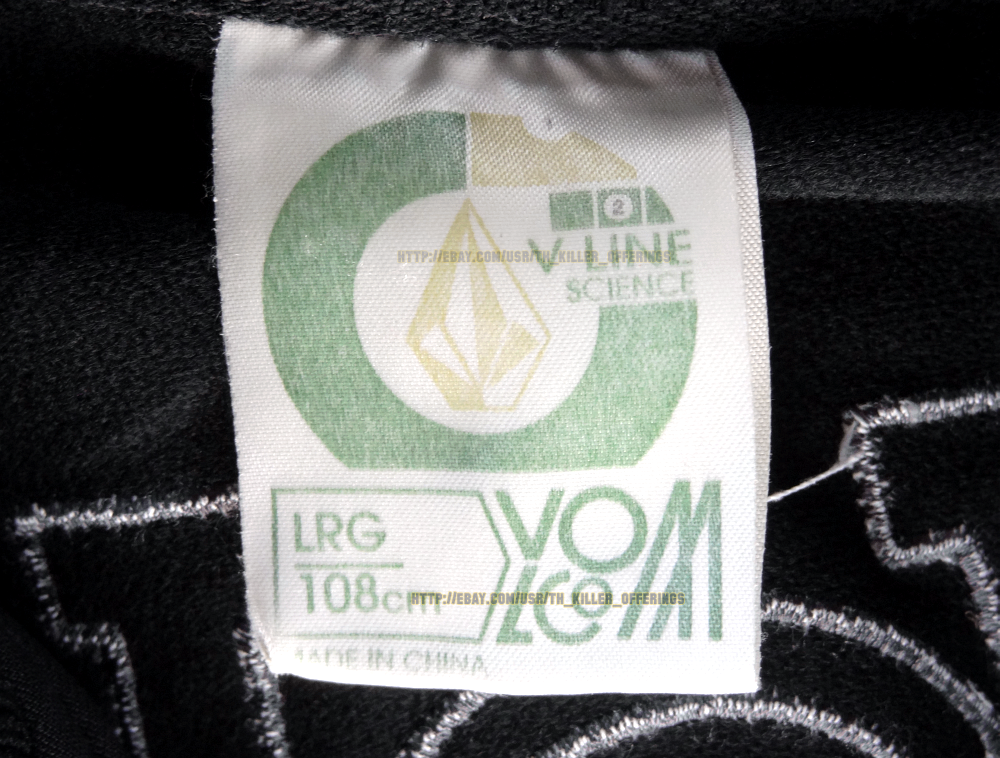 2
V-LINE
HTTP://EBAY.COM/USR/TH_KILLER_OFFERINGS
SCIENCE
LRG
108cm
VOLCOM
HTTP://EBAY.COM/USR/TH_KILLER_OFFERINGS
MADE IN CHINA